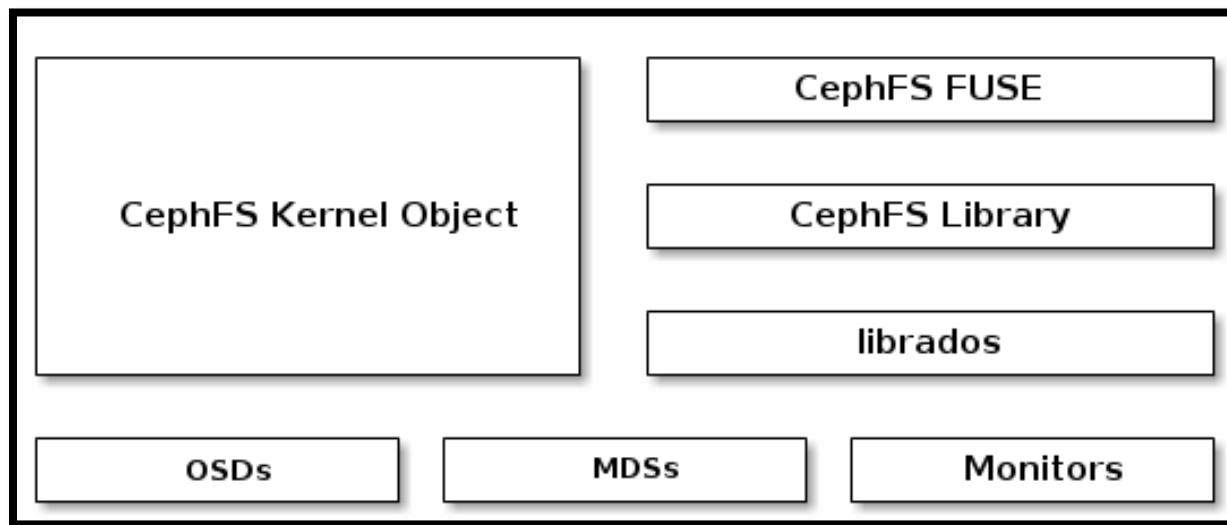 CephFS Kernel Object
CephFS FUSE
CephFS Library
librados
OSDs
MDSs
Monitors